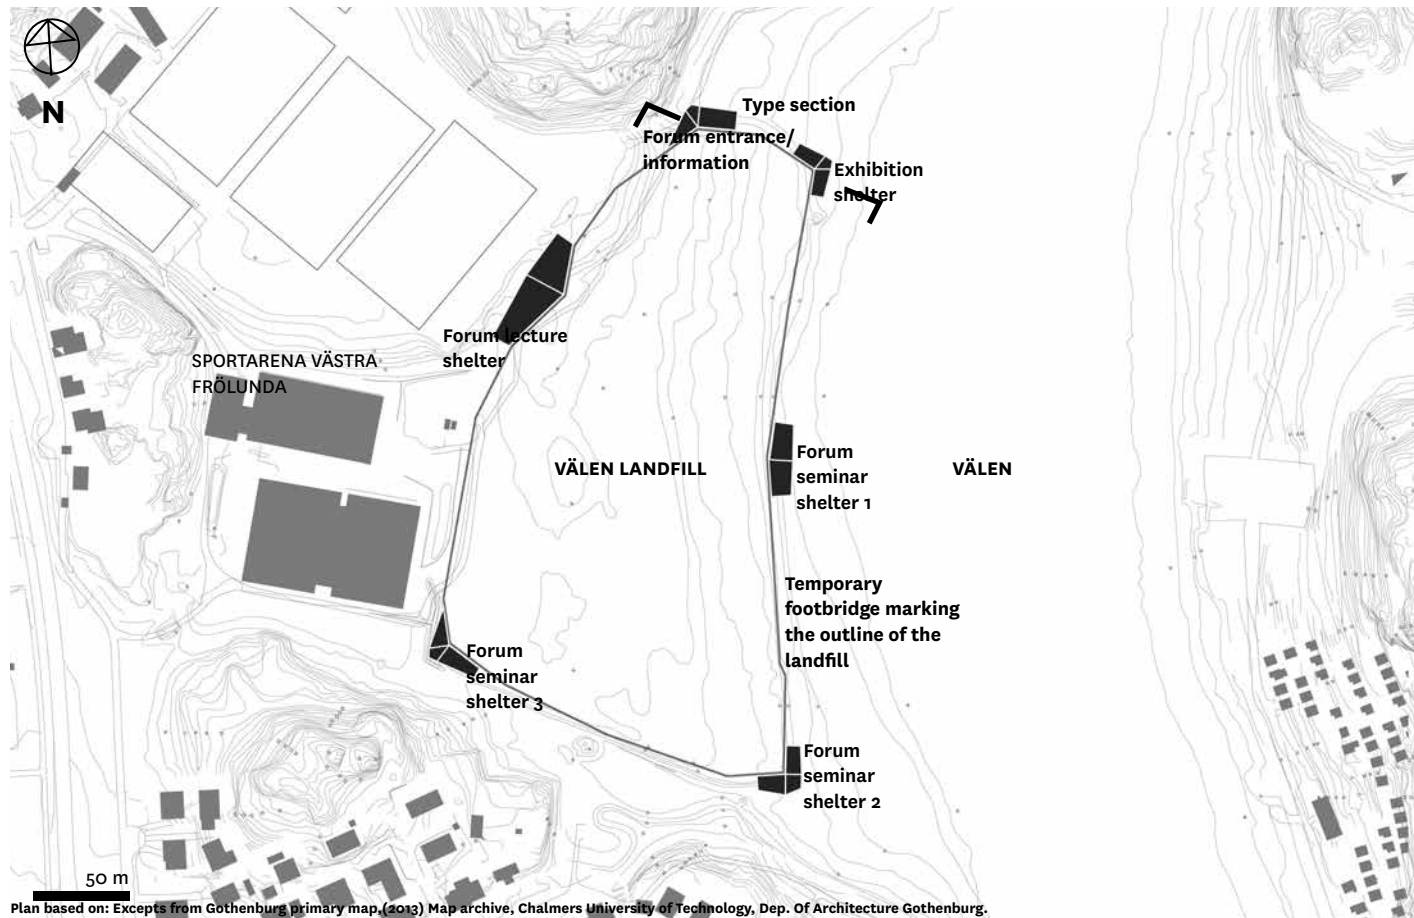 N
Type section
Forum entrance/
information
Exhibition
shelter
Forum lecture
shelter
SPORTARENA VÄSTRA
FRÖLUNDA
VÄLEN LANDFILL
VÄLEN
Forum
seminar
shelter 1
Temporary
footbridge marking
the outline of the
landfill
Forum
seminar
shelter 3
Forum
seminar
shelter 2
50 m
Plan based on: Excepts from Gothenburg primary map,(2013) Map archive, Chalmers University of Technology, Dep. Of Architecture Gothenburg.